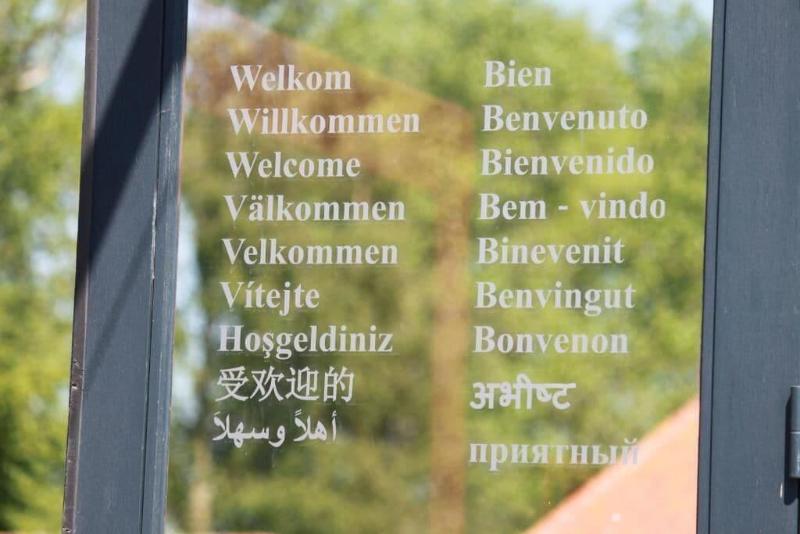 Welkom
Willkommen
Welcome
Välkommen
Velkommen
Vítejte
Hoşgeldiniz
受欢迎的
أهلاً وسهلاً
Bien
Benvenuto
Bienvenido
Bem - vindo
Binevenit
Benvingut
Bonvenon
अभीष्ट
приятный